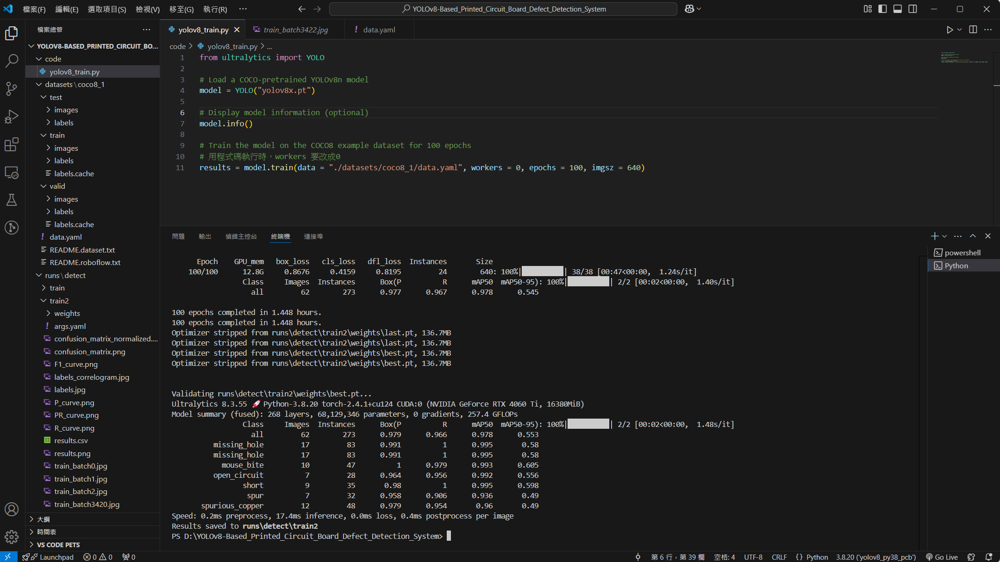 檔案(F) 編輯(E) 選取項目(S) 檢視(V) 移至(G) 執行(R) ···
YOLOv8-Based_Printed_Circuit_Board_Defect_Detection_System
檔案總管
YOLOV8-BASED_PRINTED_CIRCUIT_BO...
code
yolov8_train.py
datasets\coco8_1
test
images
labels
train
images
labels
labels.cache
valid
images
labels
labels.cache
data.yaml
README.dataset.txt
README.roboflow.txt
runs\detect
train
train2
weights
args.yaml
confusion_matrix_normalized....
confusion_matrix.png
F1_curve.png
labels_correlogram.jpg
labels.jpg
P_curve.png
PR_curve.png
R_curve.png
results.csv
results.png
train_batch0.jpg
train_batch1.jpg
train_batch2.jpg
train_batch3420.jpg
大綱
時間表
VS CODE PETS
yolov8_train.py train_batch3422.jpg data.yaml
code > yolov8_train.py > ...
1 from ultralytics import YOLO
2
3 # Load a COCO-pretrained YOLOv8n model
4 model = YOLO("yolov8x.pt")
5
6 # Display model information (optional)
7 model.info()
8
9 # Train the model on the COCO8 example dataset for 100 epochs
10 # 用程式碼執行時，workers 要改成0
11 results = model.train(data = "./datasets/coco8_1/data.yaml", workers = 0, epochs = 100, imgsz = 640)
問題 輸出 偵錯主控台 終端機 連接埠
Epoch GPU_mem box_loss cls_loss dfl_loss Instances Size
100/100 12.8G 0.8676 0.4159 0.8195 24 640: 100%|██████████| 38/38 [00:47<00:00, 1.24s/it]
Class Images Instances Box(P R mAP50 mAP50-95): 100%|██████████| 2/2 [00:02<00:00, 1.40s/it]
all 62 273 0.977 0.967 0.978 0.545
100 epochs completed in 1.448 hours.
100 epochs completed in 1.448 hours.
Optimizer stripped from runs\detect\train2\weights\last.pt, 136.7MB
Optimizer stripped from runs\detect\train2\weights\last.pt, 136.7MB
Optimizer stripped from runs\detect\train2\weights\best.pt, 136.7MB
Optimizer stripped from runs\detect\train2\weights\best.pt, 136.7MB
Validating runs\detect\train2\weights\best.pt...
Ultralytics 8.3.55 🚀 Python-3.8.20 torch-2.4.1+cu124 CUDA:0 (NVIDIA GeForce RTX 4060 Ti, 16380MiB)
Model summary (fused): 268 layers, 68,129,346 parameters, 0 gradients, 257.4 GFLOPs
Class Images Instances Box(P R mAP50 mAP50-95): 100%|██████████| 2/2 [00:02<00:00, 1.48s/it]
all 62 273 0.979 0.966 0.978 0.553
missing_hole 17 83 0.991 1 0.995 0.58
missing_hole 17 83 0.991 1 0.995 0.58
mouse_bite 10 47 1 0.979 0.993 0.605
open_circuit 7 28 0.964 0.956 0.992 0.556
short 9 35 0.98 1 0.995 0.598
spur 7 32 0.958 0.906 0.936 0.49
spurious_copper 12 48 0.979 0.954 0.96 0.49
Speed: 0.2ms preprocess, 17.4ms inference, 0.0ms loss, 0.4ms postprocess per image
Results saved to runs\detect\train2
PS D:\YOLOv8-Based_Printed_Circuit_Board_Defect_Detection_System>
powershell
Python
Launchpad 0 0 0 第 6 行，第 39 欄 空格: 4 UTF-8 CRLF {} Python 3.8.20 ('yolov8_py38_pcb') Go Live